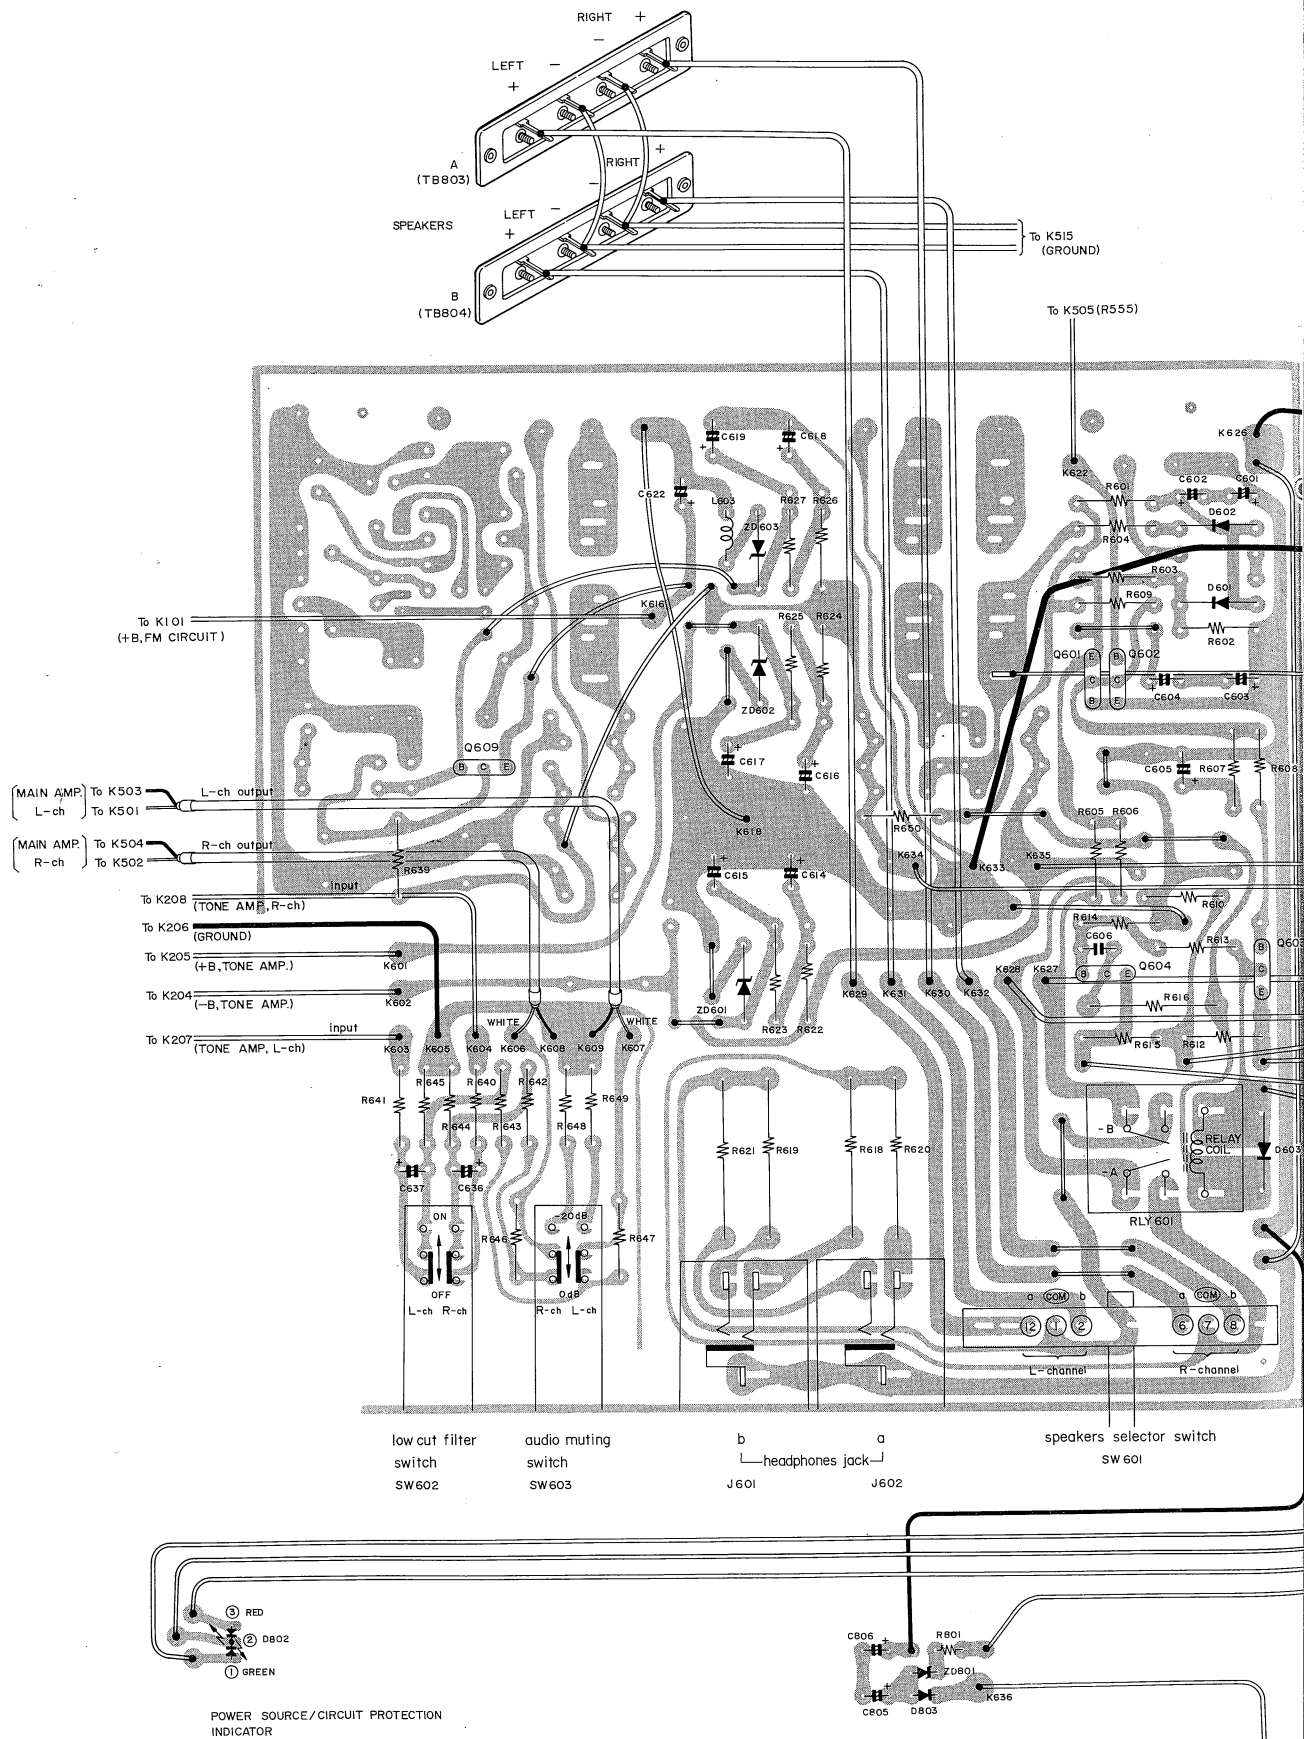 RIGHT +
−
LEFT −
+
A
(TB803)
RIGHT +
−
SPEAKERS
LEFT −
+
To K515
(GROUND)
B
(TB804)
To K505(R555)
K626
C619
C618
K622
C622
L603
R627
R626
R601
C602
C601
ZD603
D602
R604
R603
K616
R609
D601
To K101
(+B,FM CIRCUIT)
R625
R624
R602
Q601
E
C
B
B
C
E
Q602
C604
C603
ZD602
Q609
B C E
C617
C616
C605
R607
R608
(MAIN AMP. L-ch) To K503
To K501
L-ch output
R605
R606
K618
R650
(MAIN AMP. R-ch) To K504
To K502
R-ch output
K634
K633
K635
R639
C615
C614
To K208
(TONE AMP, R-ch)
input
R610
To K206
(GROUND)
R614
C606
R613
Q603
B
C
E
To K205
(+B,TONE AMP.)
K601
Q604
B C E
K628
K627
To K204
(−B,TONE AMP.)
K602
ZD601
K629
K631
K630
K632
R616
To K207
(TONE AMP, L-ch)
input
WHITE
WHITE
R623
R622
K603
K605
K604
K606
K608
K609
K607
R615
R612
R645
R640
R642
R641
R649
R644
R643
R648
-B
RELAY
COIL
D603
R621
R619
R618
R620
-A
C637
C636
RLY 601
ON
-20dB
R646
R647
OFF
0dB
L-ch R-ch
R-ch L-ch
a COM b
a COM b
12 1 2
6 7 8
L-channel
R-channel
low cut filter
switch
SW602
audio muting
switch
SW603
b
a
headphones jack
J601
J602
speakers selector switch
SW601
3 RED
2 D802
1 GREEN
C806
R801
ZD801
C805
D803
K636
POWER SOURCE/CIRCUIT PROTECTION
INDICATOR